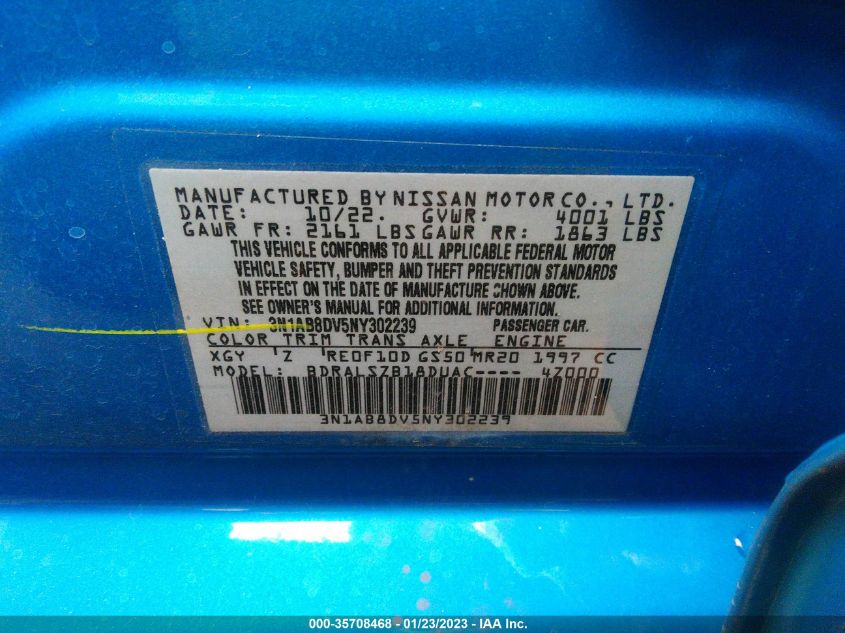 MANUFACTURED BY NISSAN MOTOR CO., LTD.
DATE: 10/22. GVWR: 4001 LBS
GAWR FR: 2161 LBS GAWR RR: 1863 LBS
THIS VEHICLE CONFORMS TO ALL APPLICABLE FEDERAL MOTOR
VEHICLE SAFETY, BUMPER AND THEFT PREVENTION STANDARDS
IN EFFECT ON THE DATE OF MANUFACTURE SHOWN ABOVE.
SEE OWNER'S MANUAL FOR ADDITIONAL INFORMATION.
VIN: 3N1AB8DV5NY302239 PASSENGER CAR.
COLOR TRIM TRANS AXLE ENGINE
XGY Z RE0F10D GS50 MR20 1997 CC
MODEL: BDRALSZB18DUAC---- 4Z000
3N1AB8DV5NY302239
000-35708468 - 01/23/2023 - IAA Inc.